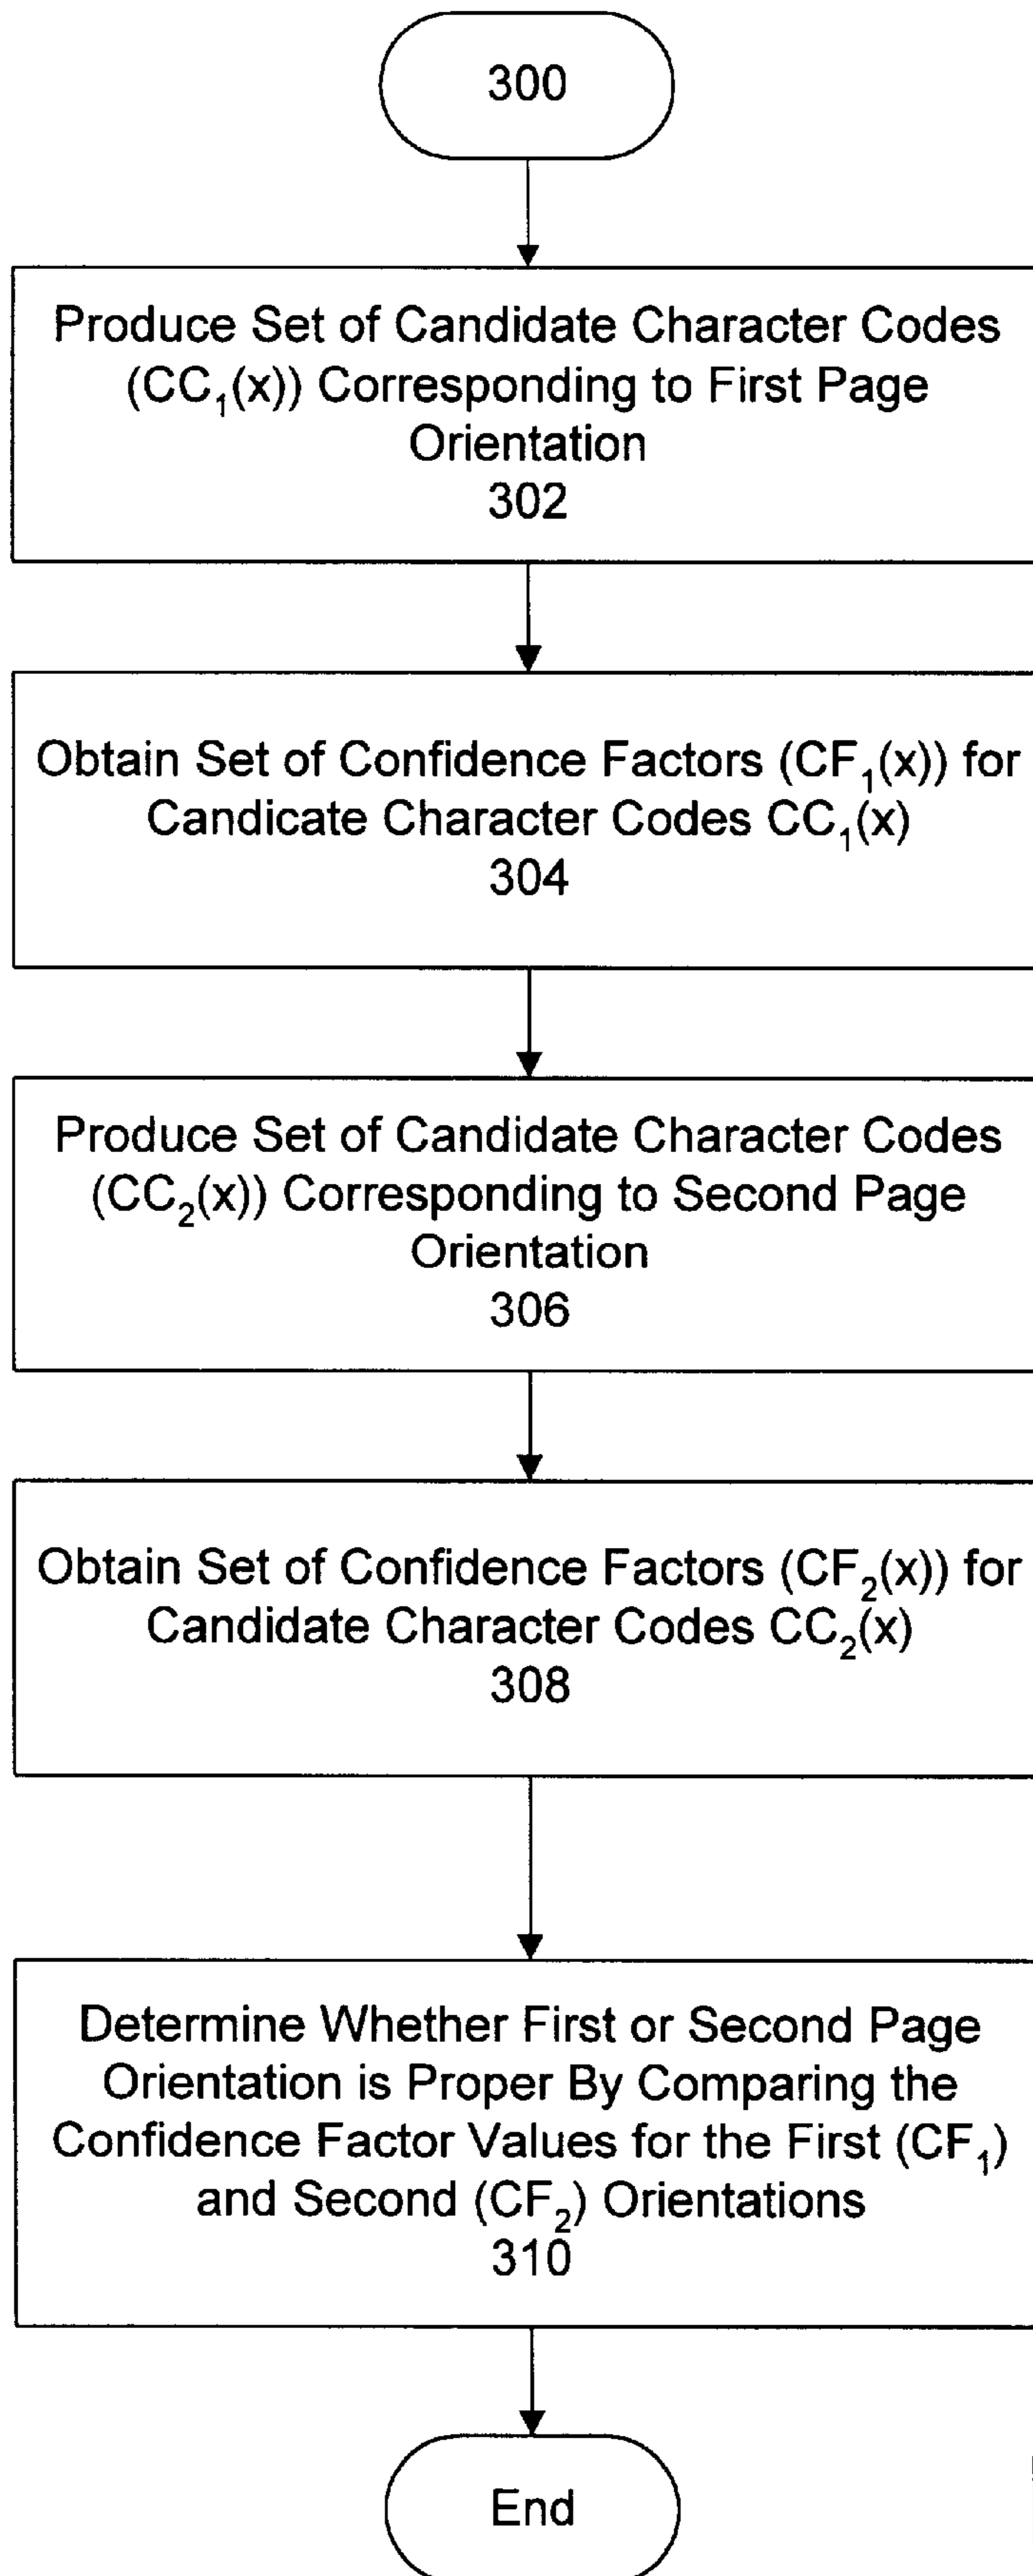 300
Produce Set of Candidate Character Codes
(CC₁(x)) Corresponding to First Page
Orientation
302
Obtain Set of Confidence Factors (CF₁(x)) for
Candicate Character Codes CC₁(x)
304
Produce Set of Candidate Character Codes
(CC₂(x)) Corresponding to Second Page
Orientation
306
Obtain Set of Confidence Factors (CF₂(x)) for
Candidate Character Codes CC₂(x)
308
Determine Whether First or Second Page
Orientation is Proper By Comparing the
Confidence Factor Values for the First (CF₁)
and Second (CF₂) Orientations
310
End